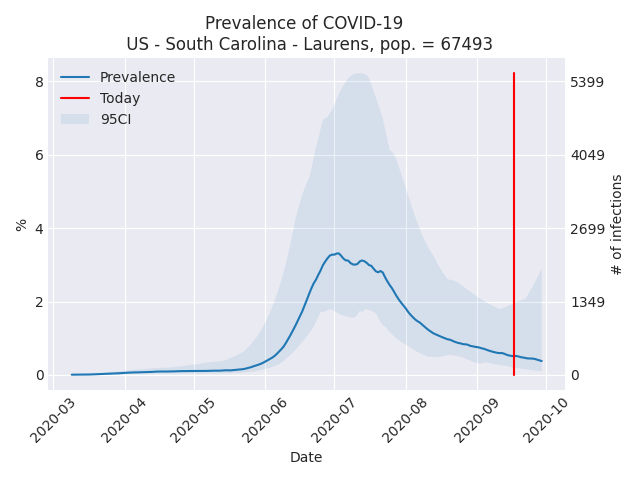 Prevalence of COVID-19
US - South Carolina - Laurens, pop. = 67493
Prevalence
Today
95CI
8
6
4
2
0
%
5399
4049
2699
1349
0
# of infections
2020-03
2020-04
2020-05
2020-06
2020-07
2020-08
2020-09
2020-10
Date